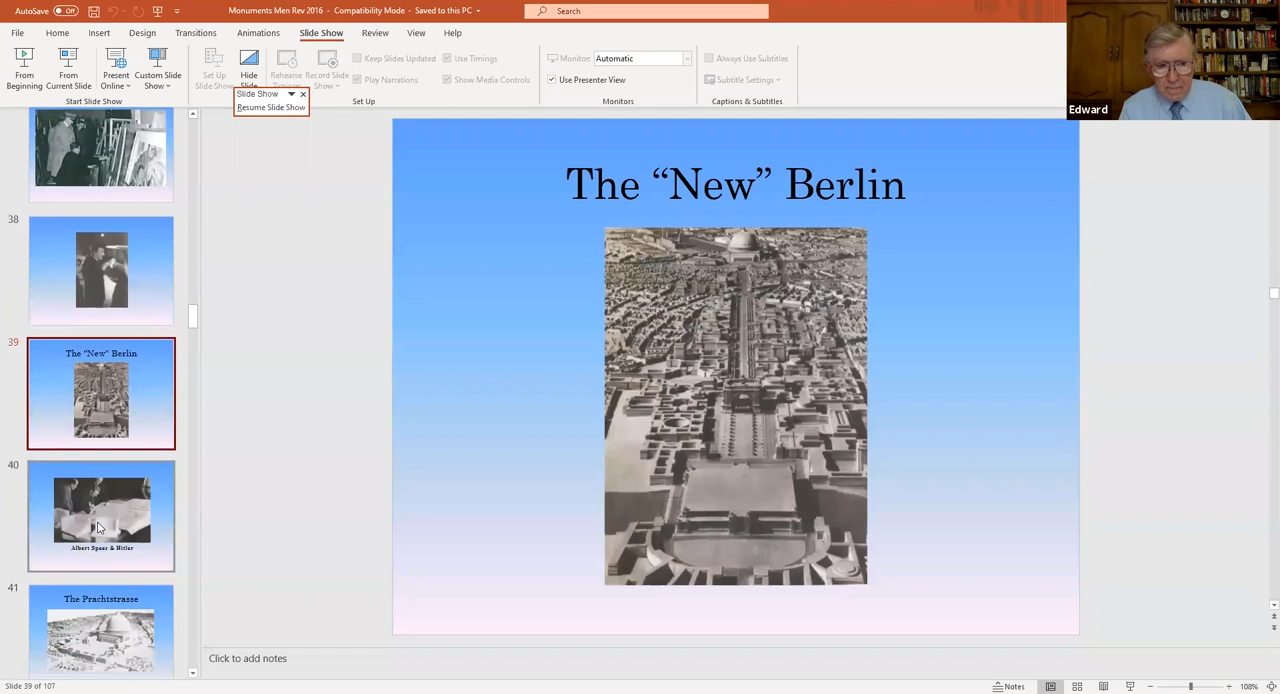 AutoSave Off Monuments Men Rev 2016 - Compatibility Mode - Saved to this PC Search
File Home Insert Design Transitions Animations Slide Show Review View Help
From Beginning
From Current Slide
Present Online
Custom Slide Show
Start Slide Show
Set Up Slide Show
Hide Slide
Rehearse
Record Slide Show
Keep Slides Updated
Play Narrations
Use Timings
Show Media Controls
Set Up
Monitor Automatic
Use Presenter View
Monitors
Always Use Subtitles
Subtitle Settings
Captions & Subtitles
Slide Show
Resume Slide Show
Edward
38
39
The "New" Berlin
40
Albert Speer & Hitler
41
The Prachtstrasse
The “New” Berlin
Click to add notes
Slide 39 of 107
Notes
108%